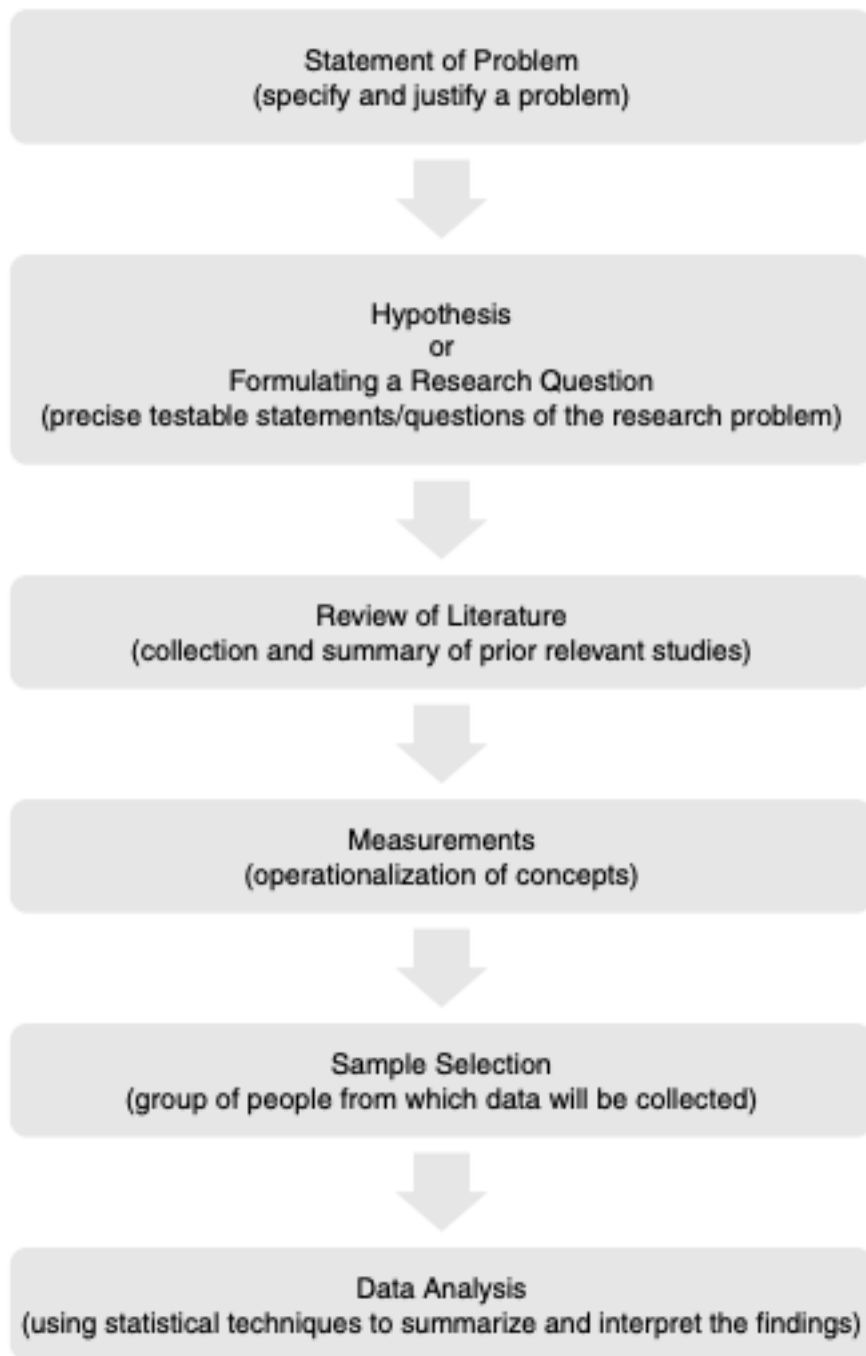 Statement of Problem
(specify and justify a problem)
Hypothesis
or
Formulating a Research Question
(precise testable statements/questions of the research problem)
Review of Literature
(collection and summary of prior relevant studies)
Measurements
(operationalization of concepts)
Sample Selection
(group of people from which data will be collected)
Data Analysis
(using statistical techniques to summarize and interpret the findings)